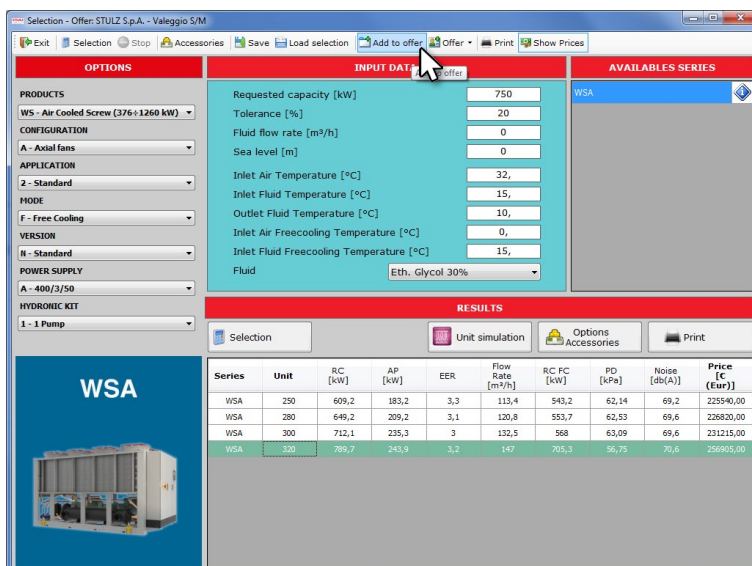 Selection - Offer: STULZ S.p.A. - Valeggio S/M
Exit Selection Stop Accessories Save Load selection Add to offer Offer Print Show Prices
OPTIONS
INPUT DATA
AVAILABLES SERIES
to offer
PRODUCTS
WS - Air Cooled Screw (376÷1260 kW)
CONFIGURATION
A - Axial fans
APPLICATION
2 - Standard
MODE
F - Free Cooling
VERSION
N - Standard
POWER SUPPLY
A - 400/3/50
HYDRONIC KIT
1 - 1 Pump
Requested capacity [kW] 750
Tolerance [%] 20
Fluid flow rate [m³/h] 0
Sea level [m] 0
Inlet Air Temperature [°C] 32,
Inlet Fluid Temperature [°C] 15,
Outlet Fluid Temperature [°C] 10,
Inlet Air Freecooling Temperature [°C] 0,
Inlet Fluid Freecooling Temperature [°C] 15,
Fluid Eth. Glycol 30%
WSA
RESULTS
Selection Unit simulation Options Accessories Print
Series Unit RC [kW] AP [kW] EER Flow Rate [m³/h] RC FC [kW] PD [kPa] Noise [db(A)] Price [€ (Eur)]
WSA 250 609,2 183,2 3,3 113,4 543,2 62,14 69,2 225540,00
WSA 280 649,2 209,2 3,1 120,8 553,7 62,53 69,6 226820,00
WSA 300 712,1 235,3 3 132,5 568 63,09 69,6 231215,00
WSA 320 789,7 243,9 3,2 147 705,3 56,75 70,6 256905,00
WSA